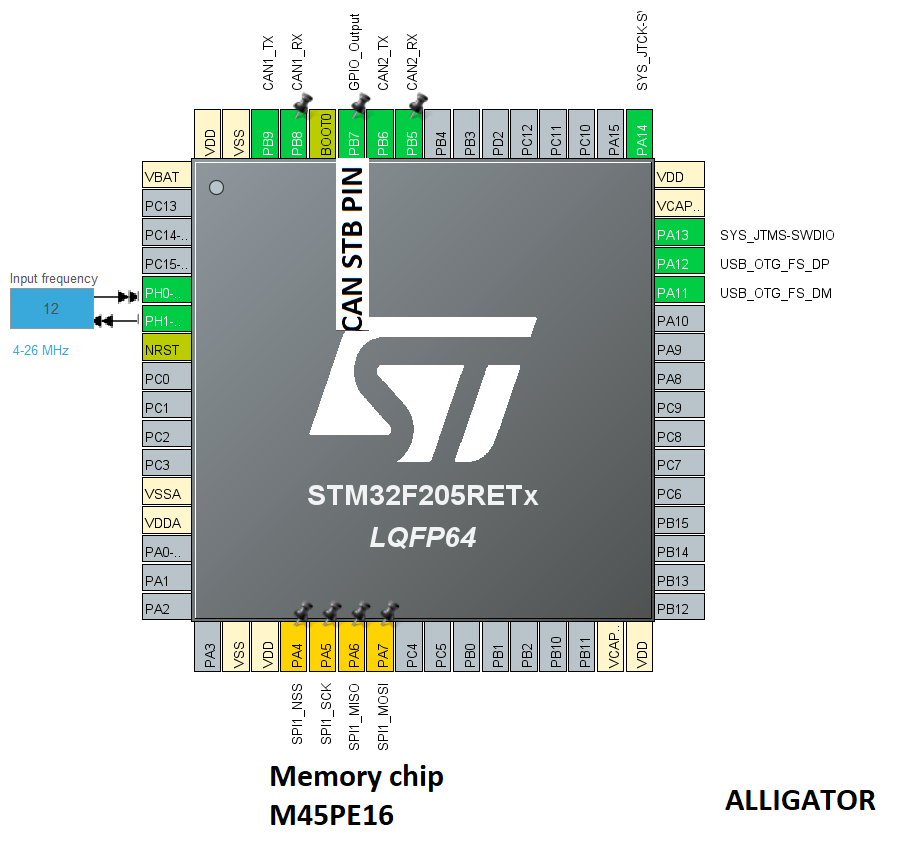 CAN1_TX
CAN1_RX
GPIO_Output
CAN2_TX
CAN2_RX
SYS_JTCK-S
VDD
VSS
PB9
PB8
BOOT0
PB7
PB6
PB5
PB4
PB3
PD2
PC12
PC11
PC10
PA15
PA14
VBAT
PC13
PC14-..
PC15-..
PH0-..
PH1-..
NRST
PC0
PC1
PC2
PC3
VSSA
VDDA
PA0-..
PA1
PA2
Input frequency
12
4-26 MHz
CAN STB PIN
STM32F205RETx
LQFP64
VDD
VCAP..
PA13 SYS_JTMS-SWDIO
PA12 USB_OTG_FS_DP
PA11 USB_OTG_FS_DM
PA10
PA9
PA8
PC9
PC8
PC7
PC6
PB15
PB14
PB13
PB12
PA3
VSS
VDD
PA4
PA5
PA6
PA7
PC4
PC5
PB0
PB1
PB2
PB10
PB11
VCAP..
VDD
SPI1_NSS
SPI1_SCK
SPI1_MISO
SPI1_MOSI
Memory chip
M45PE16
ALLIGATOR